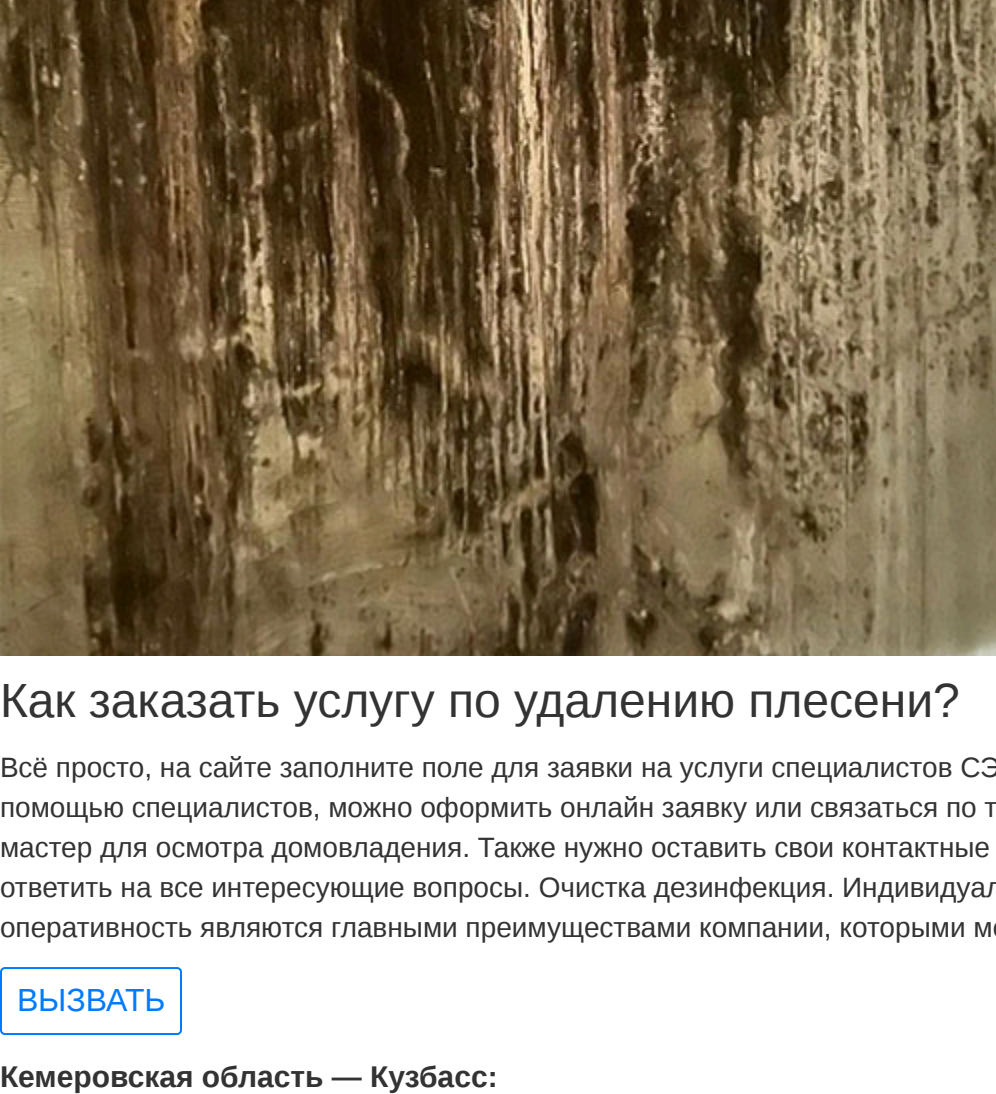 Как заказать услугу по удалению плесени?
Всё просто, на сайте заполните поле для заявки на услуги специалистов
помощью специалистов, можно оформить онлайн заявку или связаться по
мастер для осмотра домовладения. Также нужно оставить свои контактные
ответить на все интересующие вопросы. Очистка дезинфекция.
оперативность являются главными преимуществами компании, которыми
ВЫЗВАТЬ
Кемеровская область — Кузбасс: